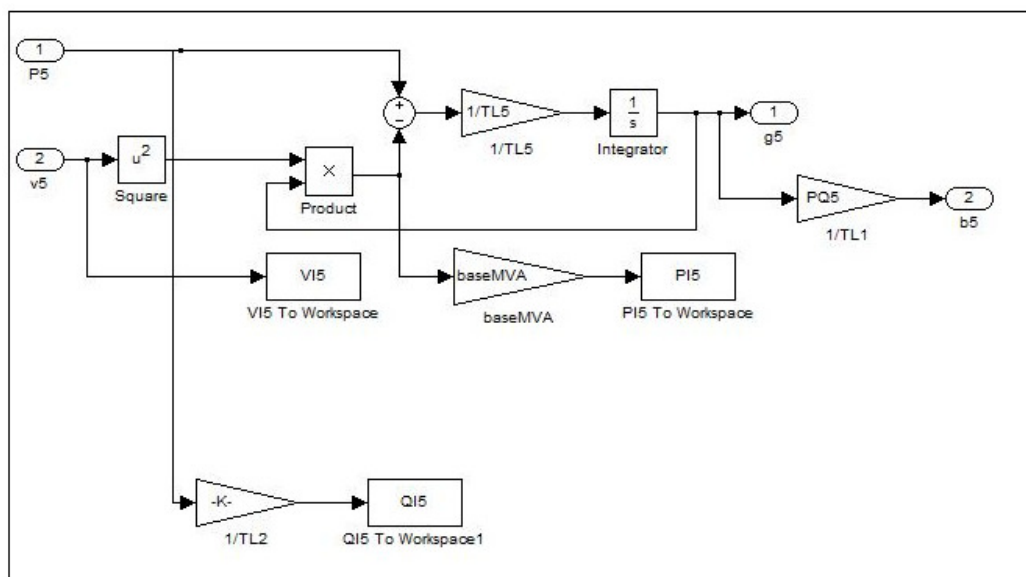 1
P5
+
−
1/TL5
1/TL5
1
s
Integrator
1
g5
2
v5
u²
Square
×
Product
PQ5
1/TL1
2
b5
VI5
VI5 To Workspace
baseMVA
baseMVA
PI5
PI5 To Workspace
-K-
1/TL2
QI5
QI5 To Workspace1